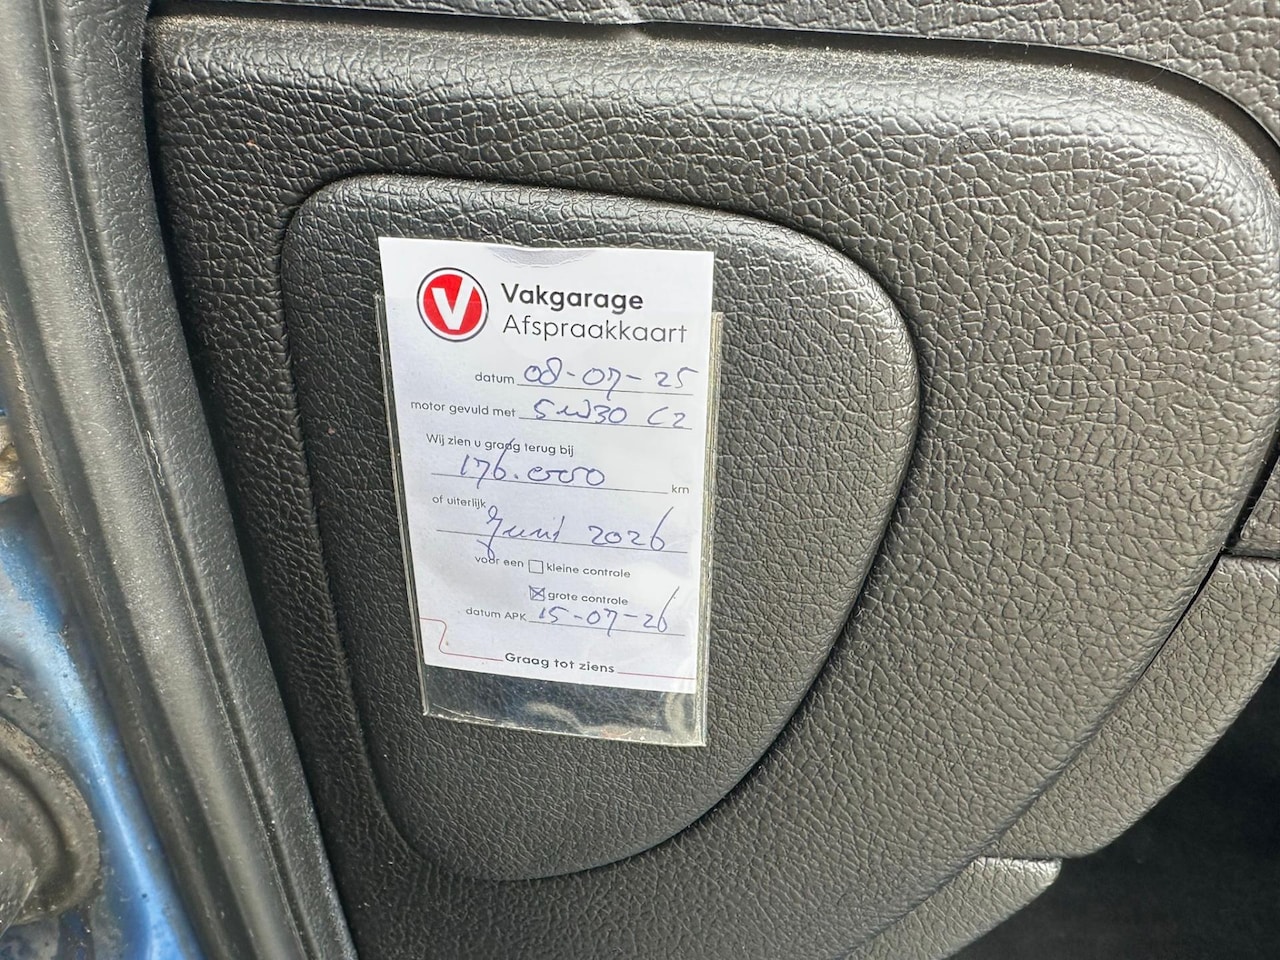 V
Vakgarage
Afspraakkaart
datum 08-07-25
motor gevuld met 5W30 C2
Wij zien u graag terug bij
176.000 km
of uiterlijk
Juni 2026
voor een kleine controle
grote controle
datum APK 15-07-26
Graag tot ziens